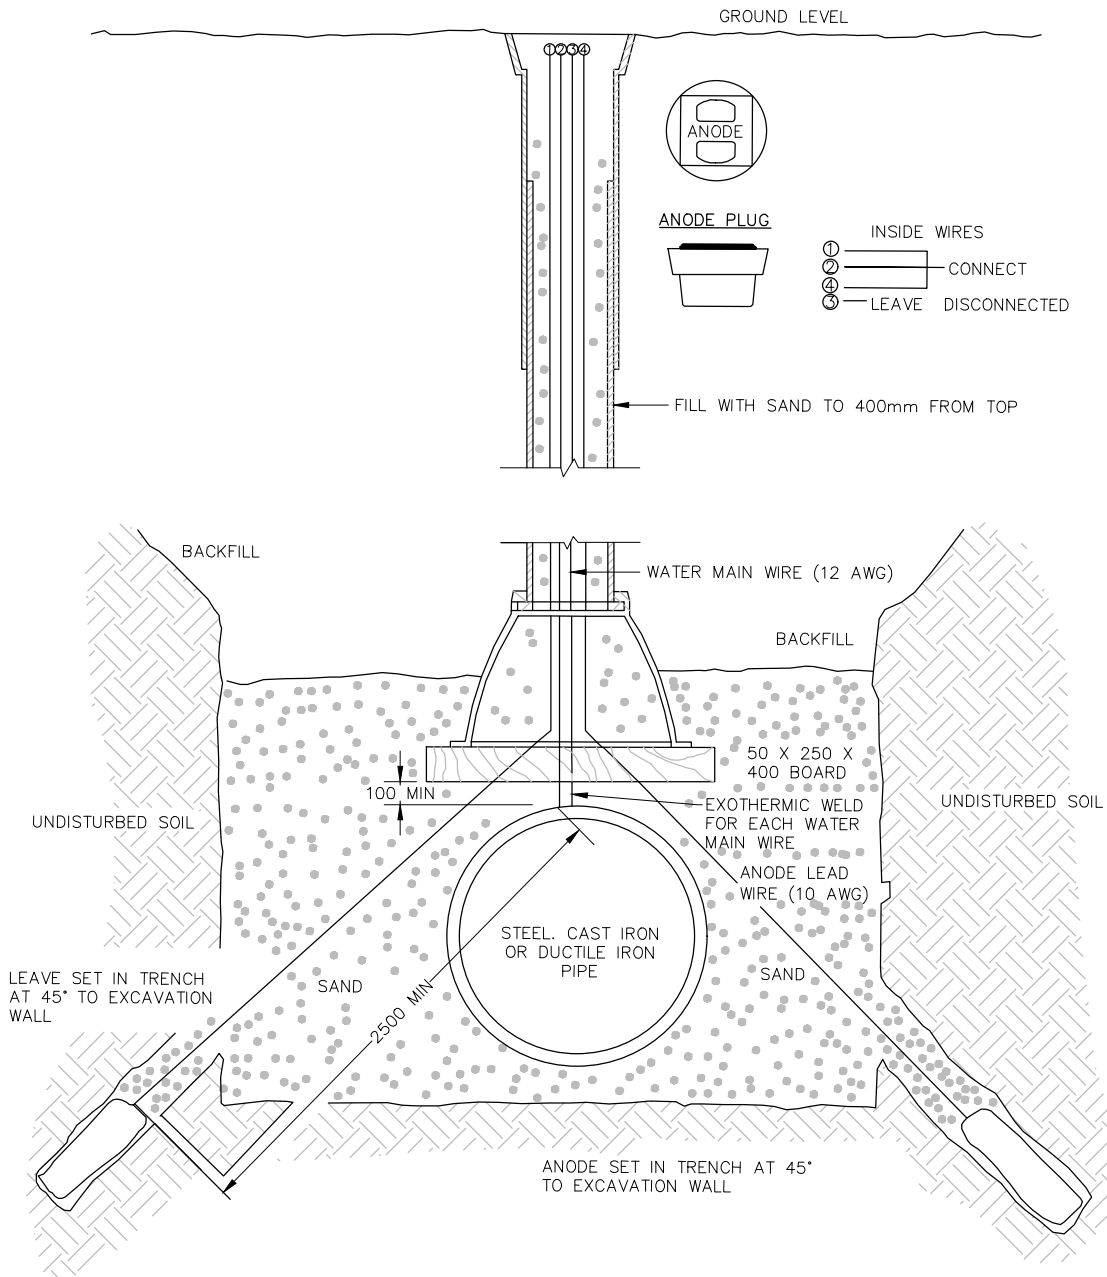 GROUND LEVEL
① ② ③ ④
ANODE
ANODE PLUG
INSIDE WIRES
①
②
④
③
CONNECT
LEAVE DISCONNECTED
FILL WITH SAND TO 400mm FROM TOP
BACKFILL
WATER MAIN WIRE (12 AWG)
BACKFILL
50 X 250 X
400 BOARD
100 MIN
EXOTHERMIC WELD
FOR EACH WATER
MAIN WIRE
UNDISTURBED SOIL
UNDISTURBED SOIL
ANODE LEAD
WIRE (10 AWG)
STEEL. CAST IRON
OR DUCTILE IRON
PIPE
LEAVE SET IN TRENCH
AT 45° TO EXCAVATION
WALL
SAND
SAND
2500 MIN
ANODE SET IN TRENCH AT 45°
TO EXCAVATION WALL